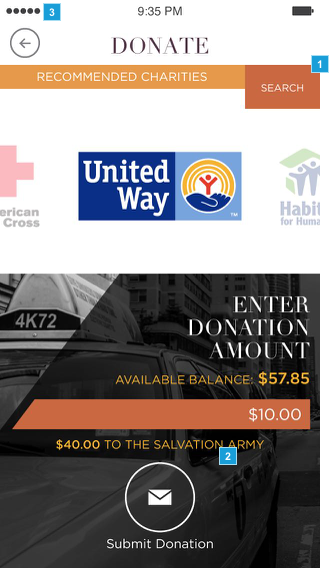 3
9:35 PM
DONATE
1
RECOMMENDED CHARITIES
SEARCH
erican
Cross
United
Way
TM
Habit
for Huma
4K72
ENTER
DONATION
AMOUNT
AVAILABLE BALANCE: $57.85
$10.00
$40.00 TO THE SALVATION ARMY
2
Submit Donation